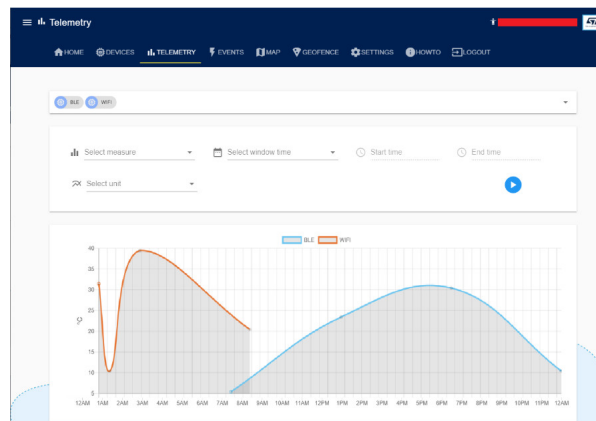 Telemetry
HOME DEVICES TELEMETRY EVENTS MAP GEOFENCE SETTINGS HOWTO LOGOUT
BLE WIFI
Select measure Select window time Start time End time
Select unit
BLE WIFI
40
35
30
25
20
15
10
5
°C
12AM 1AM 2AM 3AM 4AM 5AM 6AM 7AM 8AM 9AM 10AM 11AM 12PM 1PM 2PM 3PM 4PM 5PM 6PM 7PM 8PM 9PM 10PM 11PM 12AM